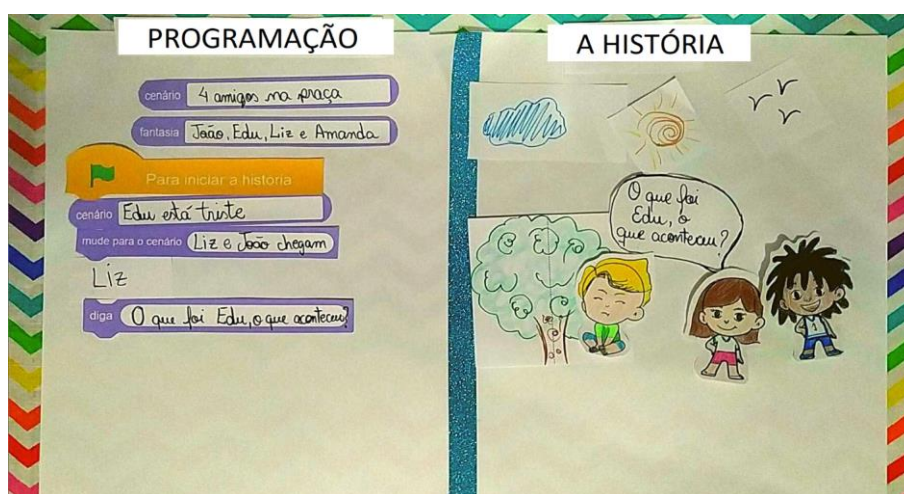 PROGRAMAÇÃO
cenário 4 amigos na praça
fantasia João, Edu, Liz e Amanda
Para iniciar a história
cenário Edu está triste
mude para o cenário Liz e João chegam
Liz
diga O que foi Edu, o que aconteceu?
A HISTÓRIA
O que foi
Edu, o
que aconteceu?